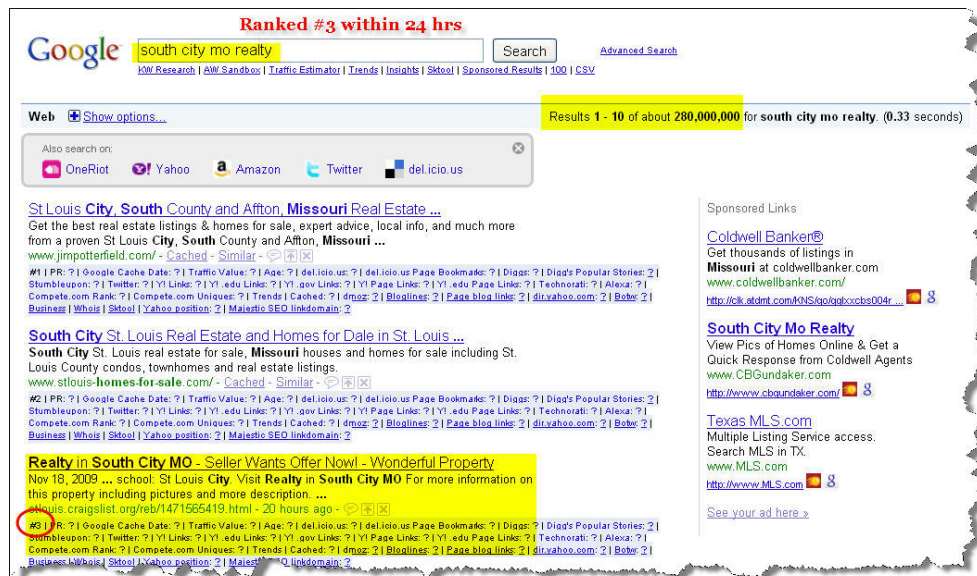 Ranked #3 within 24 hrs
Google
south city mo realty
Search
Advanced Search
KW Research | AW Sandbox | Traffic Estimator | Trends | Insights | Sktool | Sponsored Results | 100 | CSV
Web Show options...
Results 1 - 10 of about 280,000,000 for south city mo realty. (0.33 seconds)
Also search on:
OneRiot Yahoo Amazon Twitter del.icio.us
St Louis City, South County and Affton, Missouri Real Estate ...
Get the best real estate listings & homes for sale, expert advice, local info, and much more
from a proven St Louis City, South County and Affton, Missouri ...
www.jimpotterfield.com/ - Cached - Similar -
#1 | PR: ? | Google Cache Date: ? | Traffic Value: ? | Age: ? | del.icio.us: ? | del.icio.us Page Bookmarks: ? | Diggs: ? | Digg's Popular Stories: ? |
Stumbleupon: ? | Twitter: ? | Y! Links: ? | Y! .edu Links: ? | Y! .gov Links: ? | Y! Page Links: ? | Y! .edu Page Links: ? | Technorati: ? | Alexa: ? |
Compete.com Rank: ? | Compete.com Uniques: ? | Trends | Cached: ? | dmoz: ? | Bloglines: ? | Page blog links: ? | dir.yahoo.com: ? | Botw: ? |
Business | Whois | Sktool | Yahoo position: ? | Majestic SEO linkdomain: ?
South City St. Louis Real Estate and Homes for Dale in St. Louis ...
South City St. Louis real estate for sale, Missouri houses and homes for sale including St.
Louis County condos, townhomes and real estate listings.
www.stlouis-homes-for-sale.com/ - Cached - Similar -
#2 | PR: ? | Google Cache Date: ? | Traffic Value: ? | Age: ? | del.icio.us: ? | del.icio.us Page Bookmarks: ? | Diggs: ? | Digg's Popular Stories: ? |
Stumbleupon: ? | Twitter: ? | Y! Links: ? | Y! .edu Links: ? | Y! .gov Links: ? | Y! Page Links: ? | Y! .edu Page Links: ? | Technorati: ? | Alexa: ? |
Compete.com Rank: ? | Compete.com Uniques: ? | Trends | Cached: ? | dmoz: ? | Bloglines: ? | Page blog links: ? | dir.yahoo.com: ? | Botw: ? |
Business | Whois | Sktool | Yahoo position: ? | Majestic SEO linkdomain: ?
Realty in South City MO - Seller Wants Offer Now! - Wonderful Property
Nov 18, 2009 ... school: St Louis City. Visit Realty in South City MO For more information on
this property including pictures and more description. ...
stlouis.craigslist.org/reb/1471565419.html - 20 hours ago -
#3 | PR: ? | Google Cache Date: ? | Traffic Value: ? | Age: ? | del.icio.us: ? | del.icio.us Page Bookmarks: ? | Diggs: ? | Digg's Popular Stories: ? |
Stumbleupon: ? | Twitter: ? | Y! Links: ? | Y! .edu Links: ? | Y! .gov Links: ? | Y! Page Links: ? | Y! .edu Page Links: ? | Technorati: ? | Alexa: ? |
Compete.com Rank: ? | Compete.com Uniques: ? | Trends | Cached: ? | dmoz: ? | Bloglines: ? | Page blog links: ? | dir.yahoo.com: ? | Botw: ? |
Business | Whois | Sktool | Yahoo position: ? | Majestic SEO linkdomain: ?
Sponsored Links
Coldwell Banker®
Get thousands of listings in
Missouri at coldwellbanker.com
www.coldwellbanker.com/
http://clk.atdmt.com/KNS/go/gglxxcbs004r ...
South City Mo Realty
View Pics of Homes Online & Get a
Quick Response from Coldwell Agents
www.CBGundaker.com
http://www.cbgundaker.com/
Texas MLS.com
Multiple Listing Service access.
Search MLS in TX.
www.MLS.com
http://www.MLS.com
See your ad here »